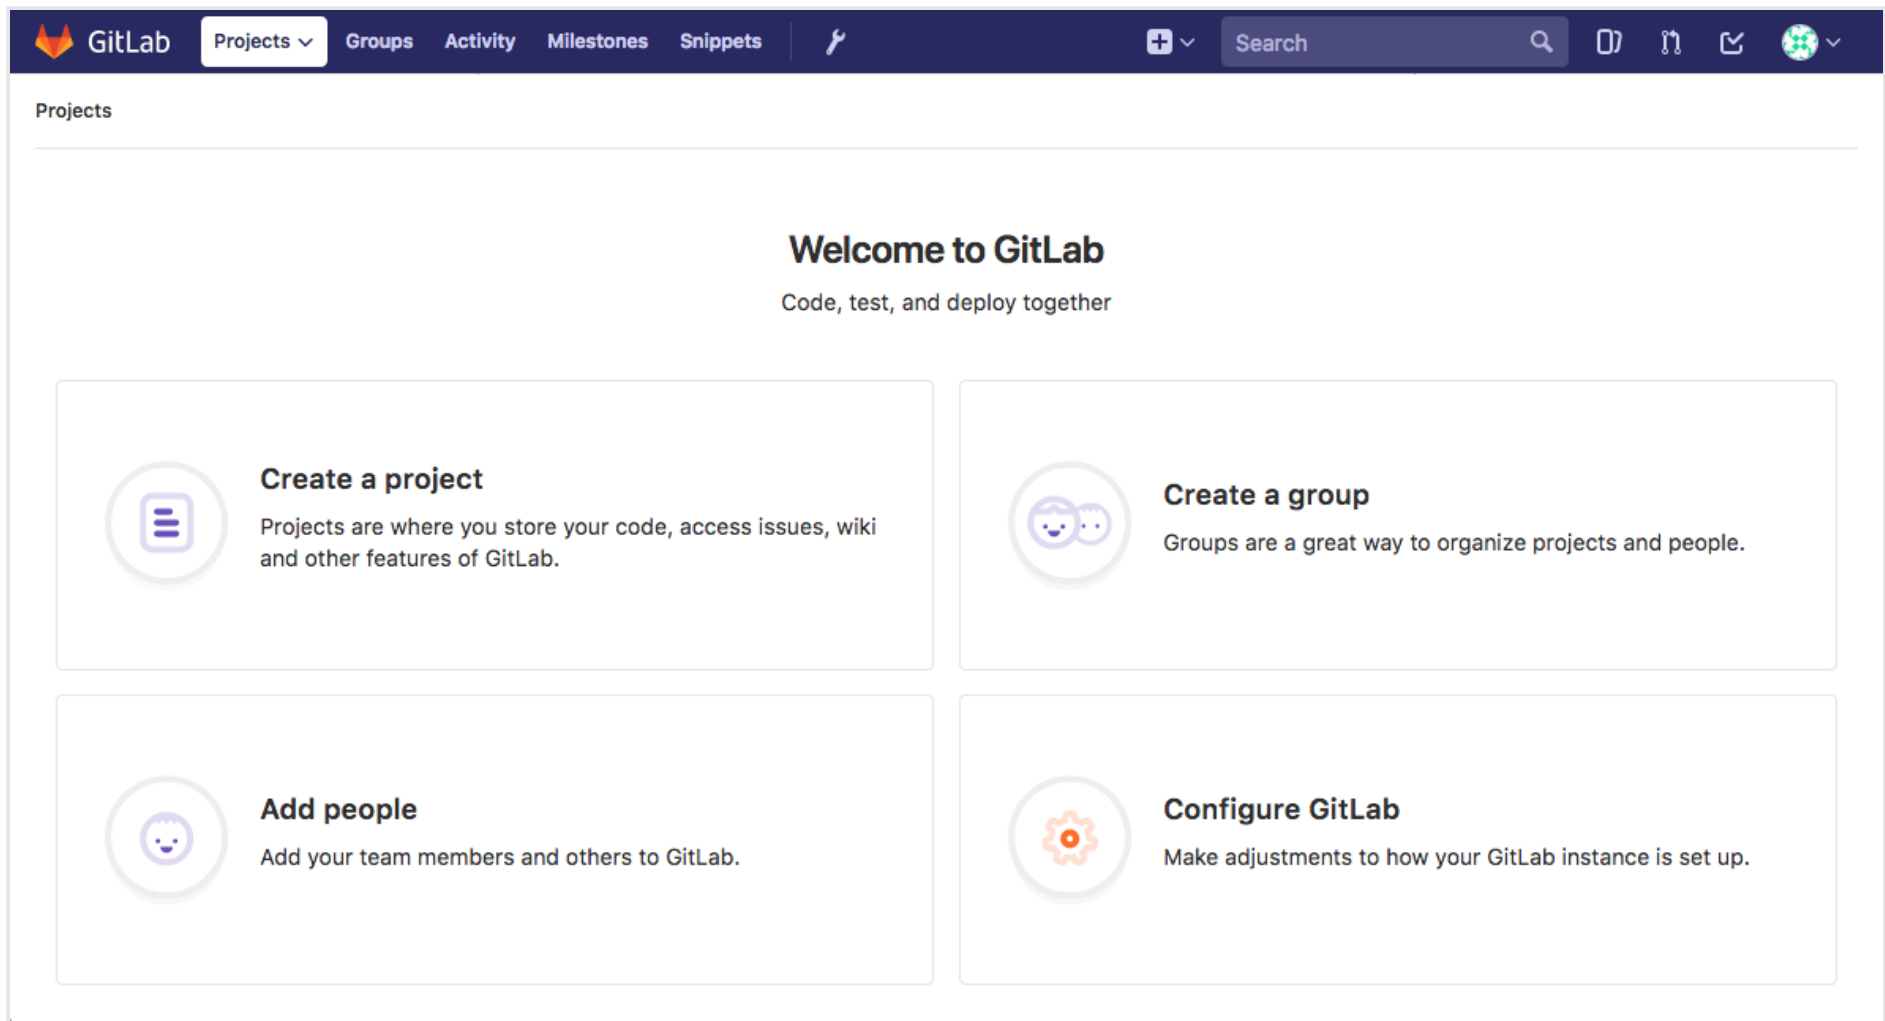 GitLab Projects Groups Activity Milestones Snippets Search
Projects
Welcome to GitLab
Code, test, and deploy together
Create a project
Projects are where you store your code, access issues, wiki
and other features of GitLab.
Create a group
Groups are a great way to organize projects and people.
Add people
Add your team members and others to GitLab.
Configure GitLab
Make adjustments to how your GitLab instance is set up.